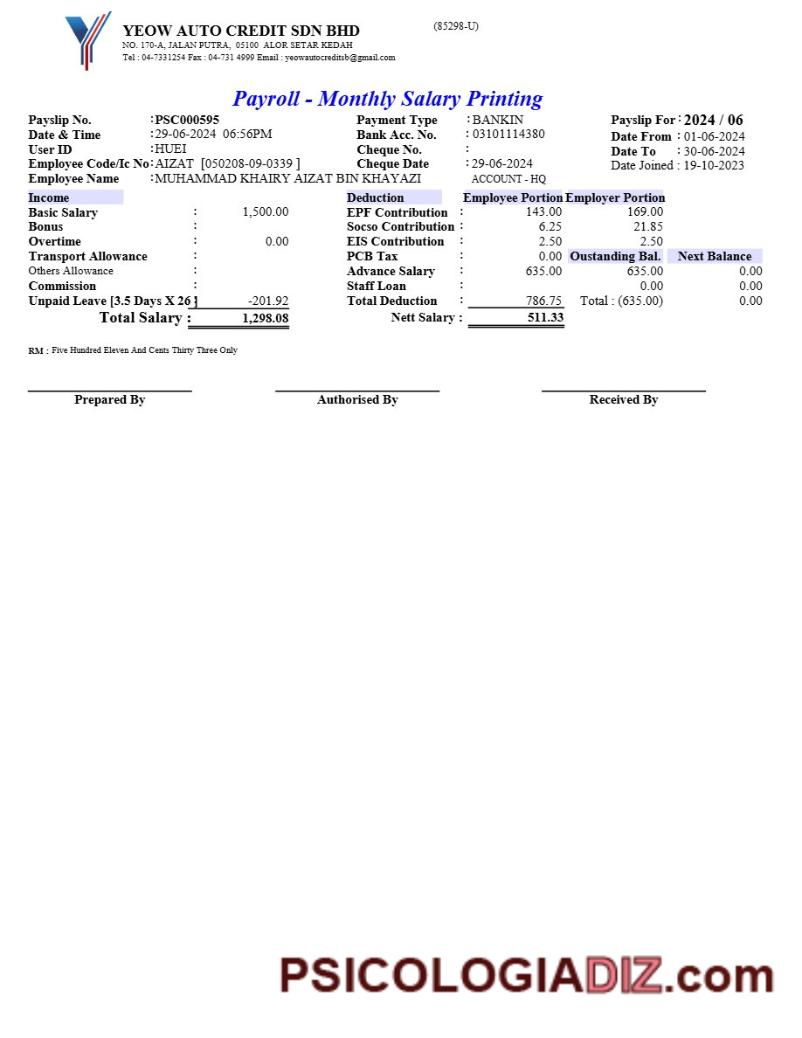 YEOW AUTO CREDIT SDN BHD (85298-U)
NO. 170-A, JALAN PUTRA, 05100 ALOR SETAR KEDAH
Tel : 04-7331254 Fax : 04-731 4999 Email : yeowautocreditsb@gmail.com
Payroll - Monthly Salary Printing
Payslip No. :PSC000595 Payment Type :BANKIN Payslip For : 2024 / 06
Date & Time :29-06-2024 06:56PM Bank Acc. No. :03101114380 Date From : 01-06-2024
User ID :HUEI Cheque No. : Date To : 30-06-2024
Employee Code/Ic No: AIZAT [050208-09-0339 ] Cheque Date :29-06-2024 Date Joined : 19-10-2023
Employee Name :MUHAMMAD KHAIRY AIZAT BIN KHAYAZI ACCOUNT - HQ
Income Deduction Employee Portion Employer Portion
Basic Salary : 1,500.00 EPF Contribution : 143.00 169.00
Bonus : Socso Contribution : 6.25 21.85
Overtime : 0.00 EIS Contribution : 2.50 2.50
Transport Allowance : PCB Tax : 0.00 Oustanding Bal. Next Balance
Others Allowance : Advance Salary : 635.00 635.00 0.00
Commission : Staff Loan : 0.00 0.00
Unpaid Leave [3.5 Days X 26 ] -201.92 Total Deduction : 786.75 Total : (635.00) 0.00
Total Salary : 1,298.08 Nett Salary : 511.33
RM : Five Hundred Eleven And Cents Thirty Three Only
Prepared By Authorised By Received By
PSICOLOGIADIZ.com